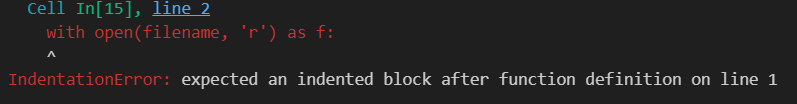 Cell In[15], line 2
with open(filename, 'r') as f:
^
IndentationError: expected an indented block after function definition on line 1